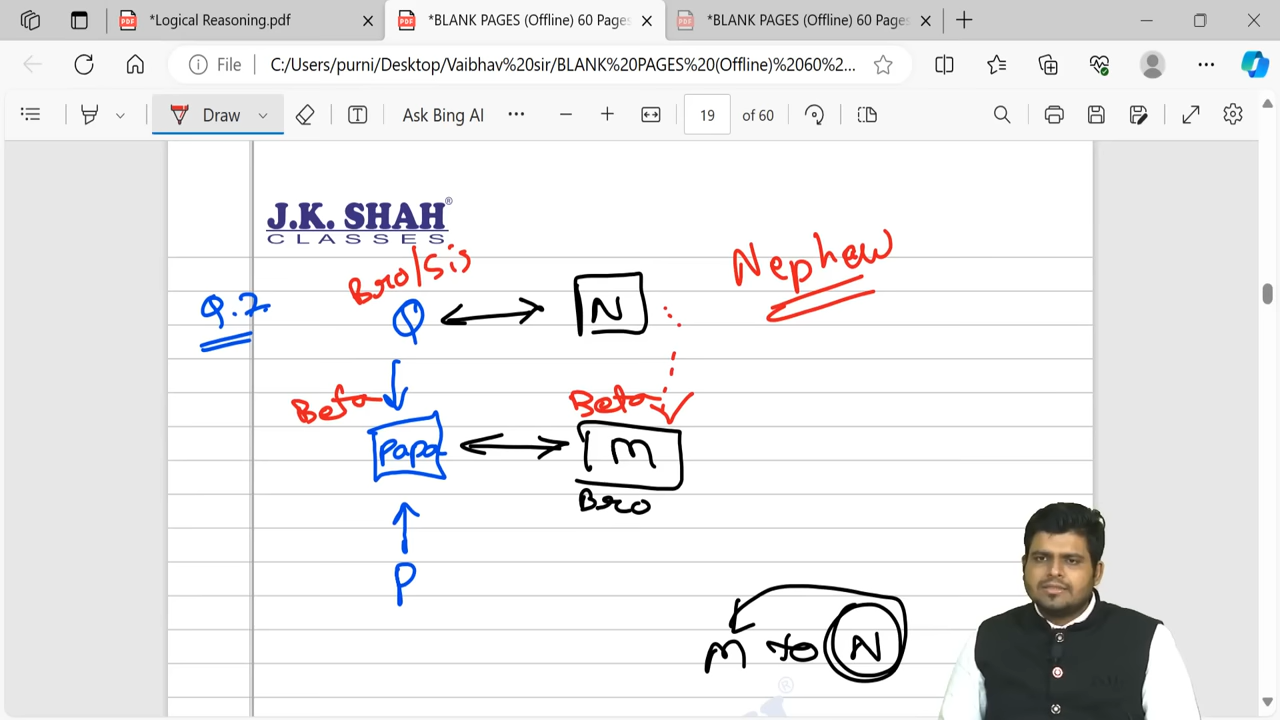 *Logical Reasoning.pdf
*BLANK PAGES (Offline) 60 Pages
*BLANK PAGES (Offline) 60 Pages
File
C:/Users/purni/Desktop/Vaibhav%20sir/BLANK%20PAGES%20(Offline)%2060%2...
Draw
Ask Bing AI
19
of 60
J.K. SHAH®
CLASSES
Bro/Sis
Nephew
Q.7
Q
N
Beta
Beta
papa
M
Bro
P
M to N